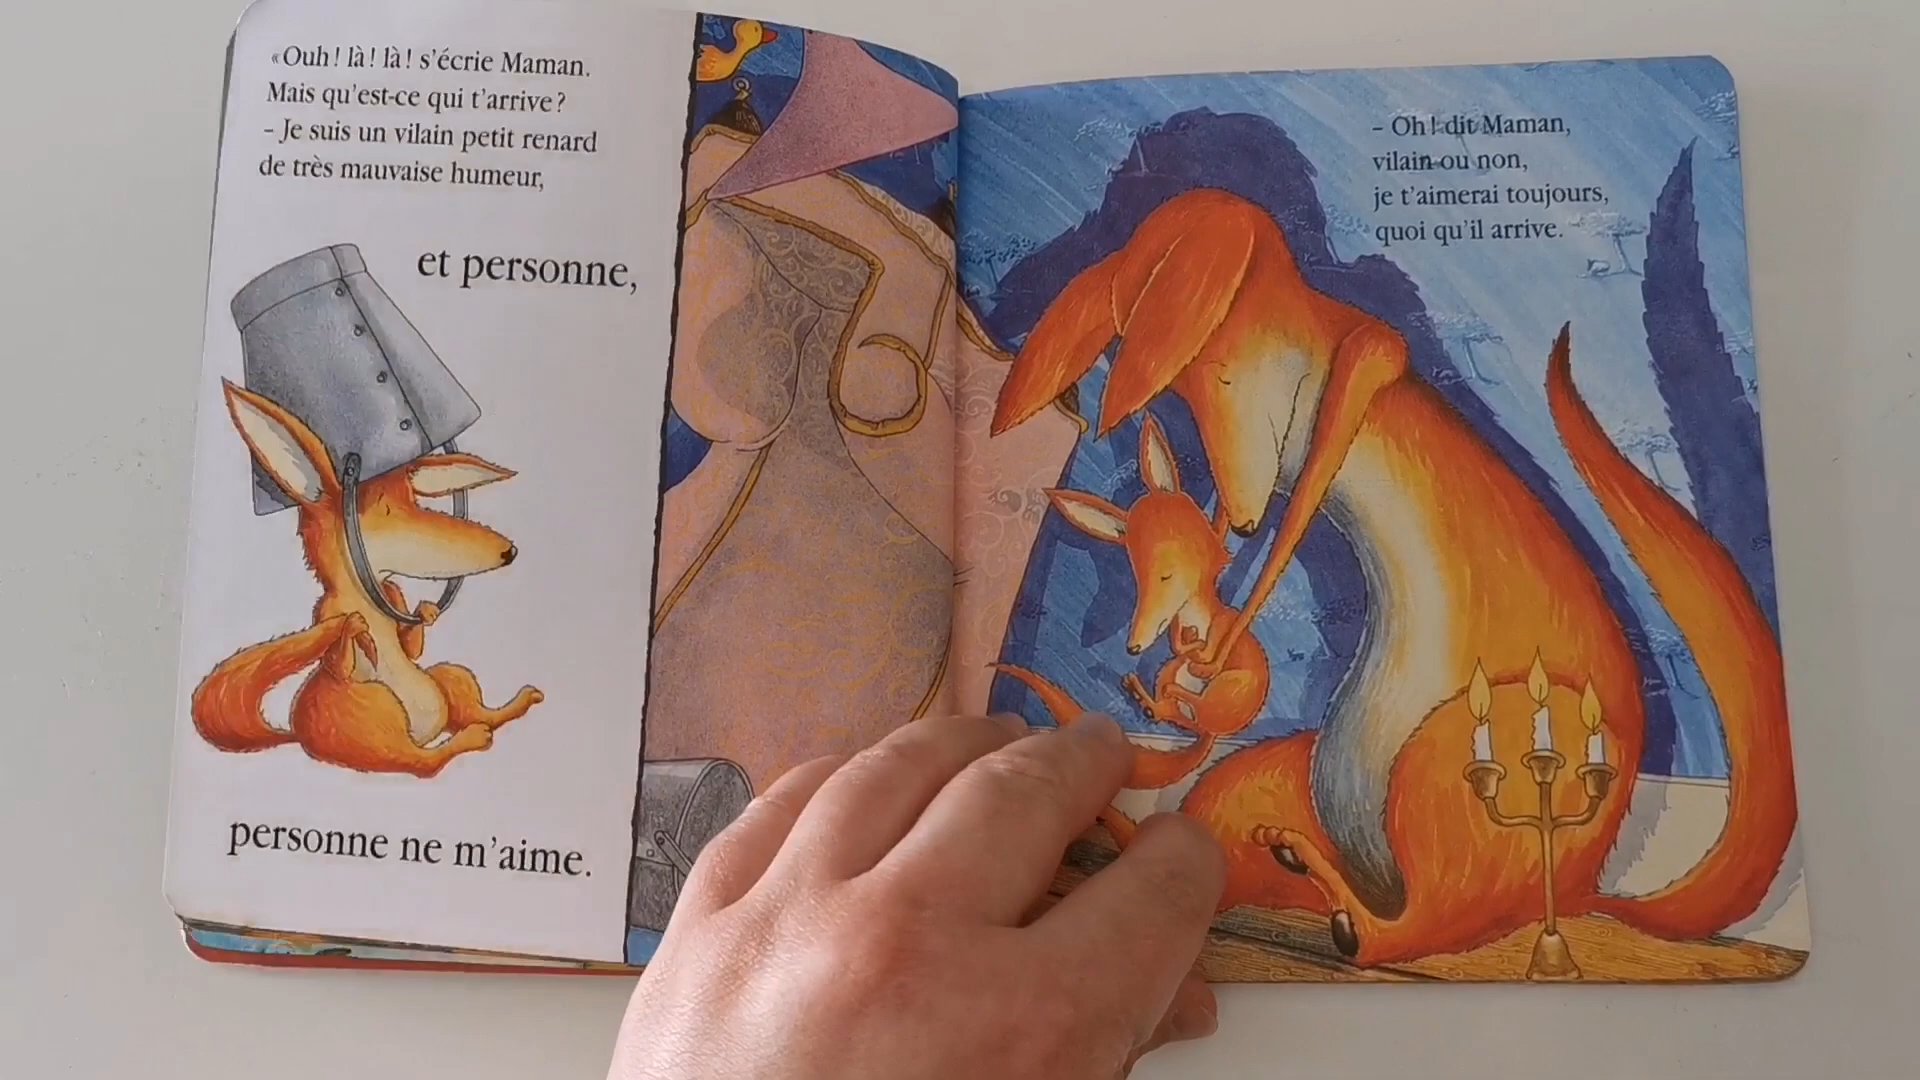 «Ouh! là! là! s'écrie Maman.
Mais qu'est-ce qui t'arrive?
– Je suis un vilain petit renard
de très mauvaise humeur,
et personne,
personne ne m'aime.
– Oh! dit Maman,
vilain ou non,
je t'aimerai toujours,
quoi qu'il arrive.